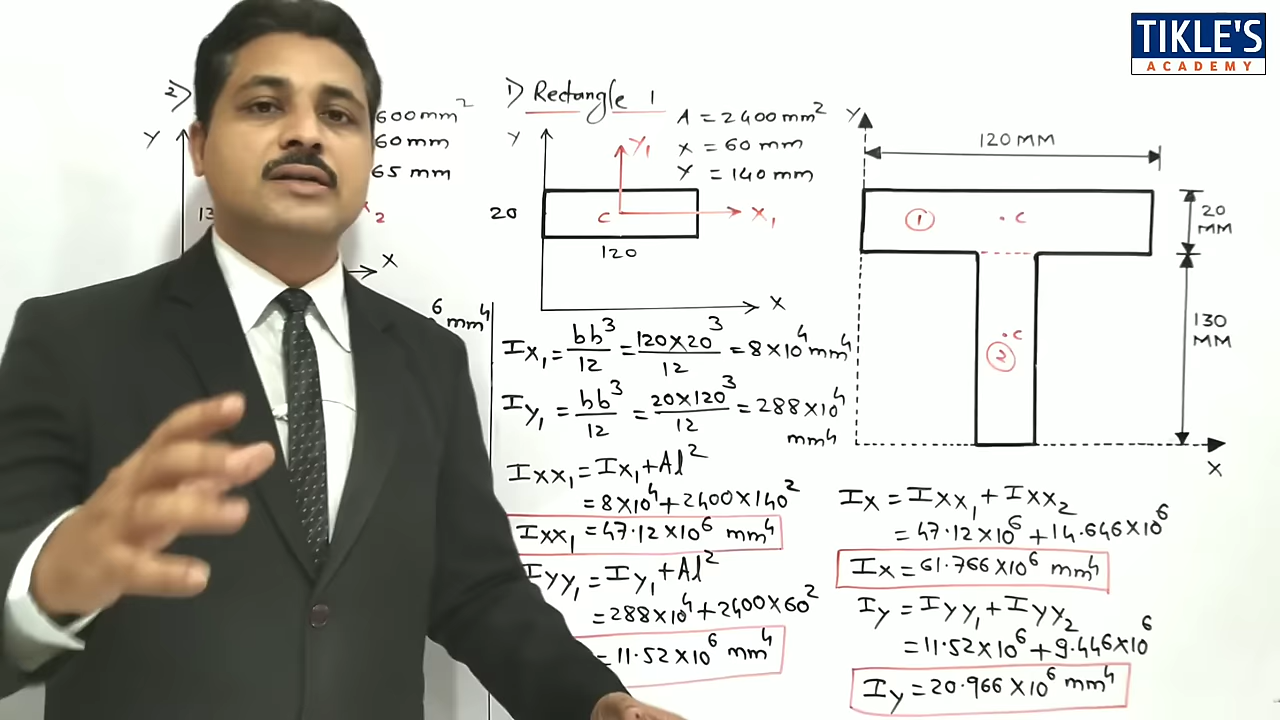 TIKLE'S
ACADEMY
2)
600 mm²
60 mm
65 mm
Y
2
X
6 mm⁴
1) Rectangle 1
A = 2400 mm²
X = 60 mm
Y = 140 mm
Y
Y₁
C
X₁
20
120
X
Ix₁ = bb³/12 = 120×20³/12 = 8×10⁴ mm⁴
Iy₁ = bb³/12 = 20×120³/12 = 288×10⁴ mm⁴
Ixx₁ = Ix₁ + Al²
= 8×10⁴ + 2400×140²
Ixx₁ = 47.12×10⁶ mm⁴
Iyy₁ = Iy₁ + Al²
= 288×10⁴ + 2400×60²
= 11.52×10⁶ mm⁴
Y
120 MM
1
C
20 MM
C
2
130 MM
X
Ix = Ixx₁ + Ixx₂
= 47.12×10⁶ + 14.646×10⁶
Ix = 61.766×10⁶ mm⁴
Iy = Iyy₁ + Iyy₂
= 11.52×10⁶ + 9.446×10⁶
Iy = 20.966×10⁶ mm⁴